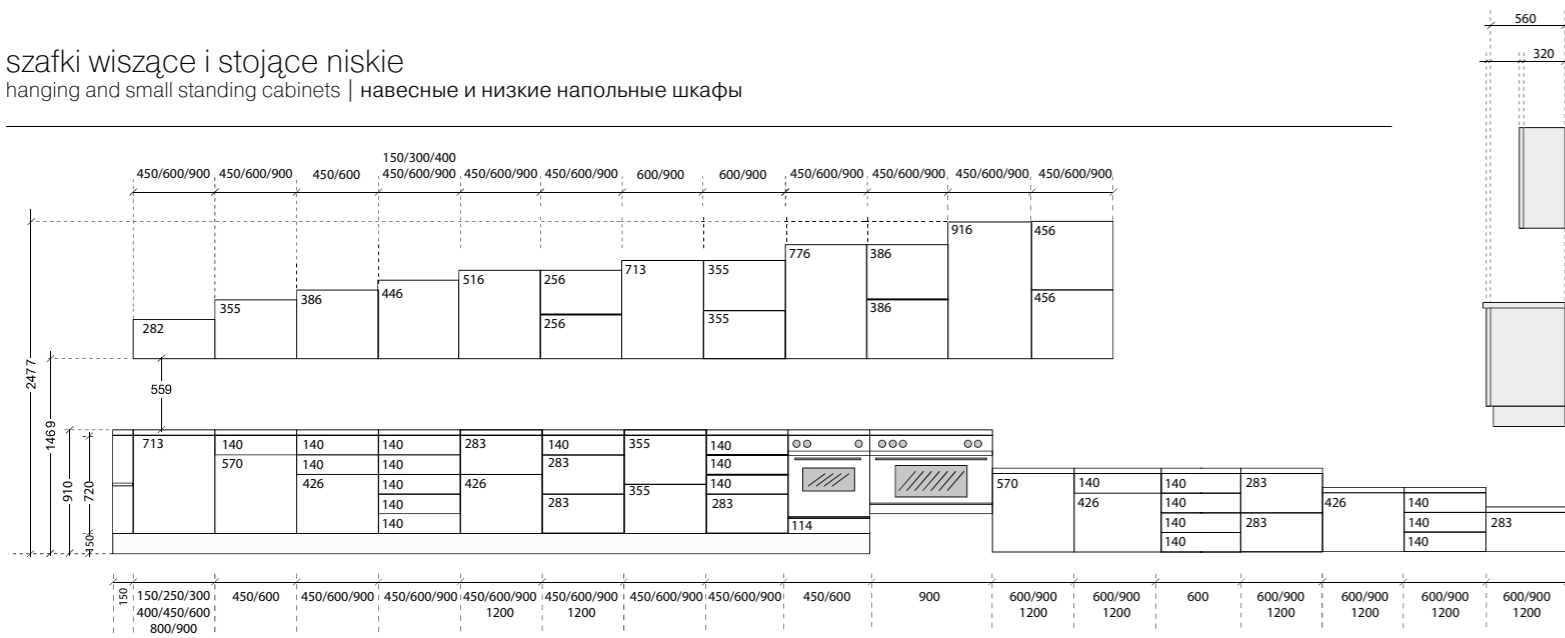 560
320
szafki wiszące i stojące niskie
hanging and small standing cabinets | навесные и низкие напольные шкафы
150/300/400
450/600/900 450/600/900 450/600 450/600/900 450/600/900 450/600/900 600/900 600/900 450/600/900 450/600/900 450/600/900 450/600/900
282 355 386 446 516 256 713 355 776 386 916 456
256 355 386 456
2477
1469
559
910
720
150
713 140 140 140 283 140 355 140
570 140 140 426 283 355 140
426 140 283 140
140 283
140
114
570 140 140 283 426 140 283
426 140 283 140
140 140
140
150 150/250/300 450/600 450/600/900 450/600/900 450/600/900 450/600/900 450/600/900 450/600/900 450/600 900 600/900 600/900 600 600/900 600/900 600/900 600/900
400/450/600 1200 1200 1200 1200 1200 1200 1200 1200
800/900